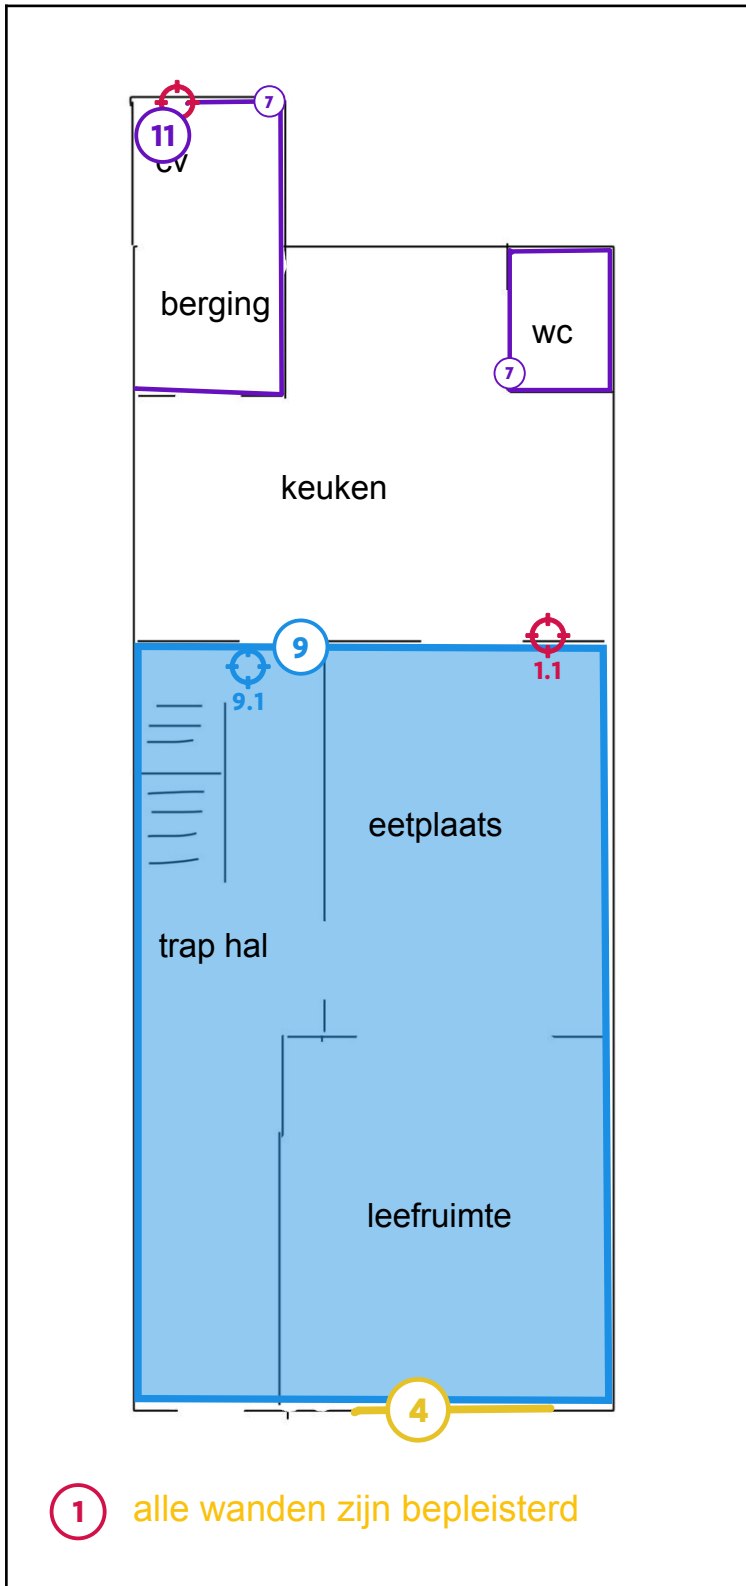 7
11
cv
berging
wc
7
keuken
9
1.1
9.1
eetplaats
trap hal
leefruimte
4
1 alle wanden zijn bepleisterd